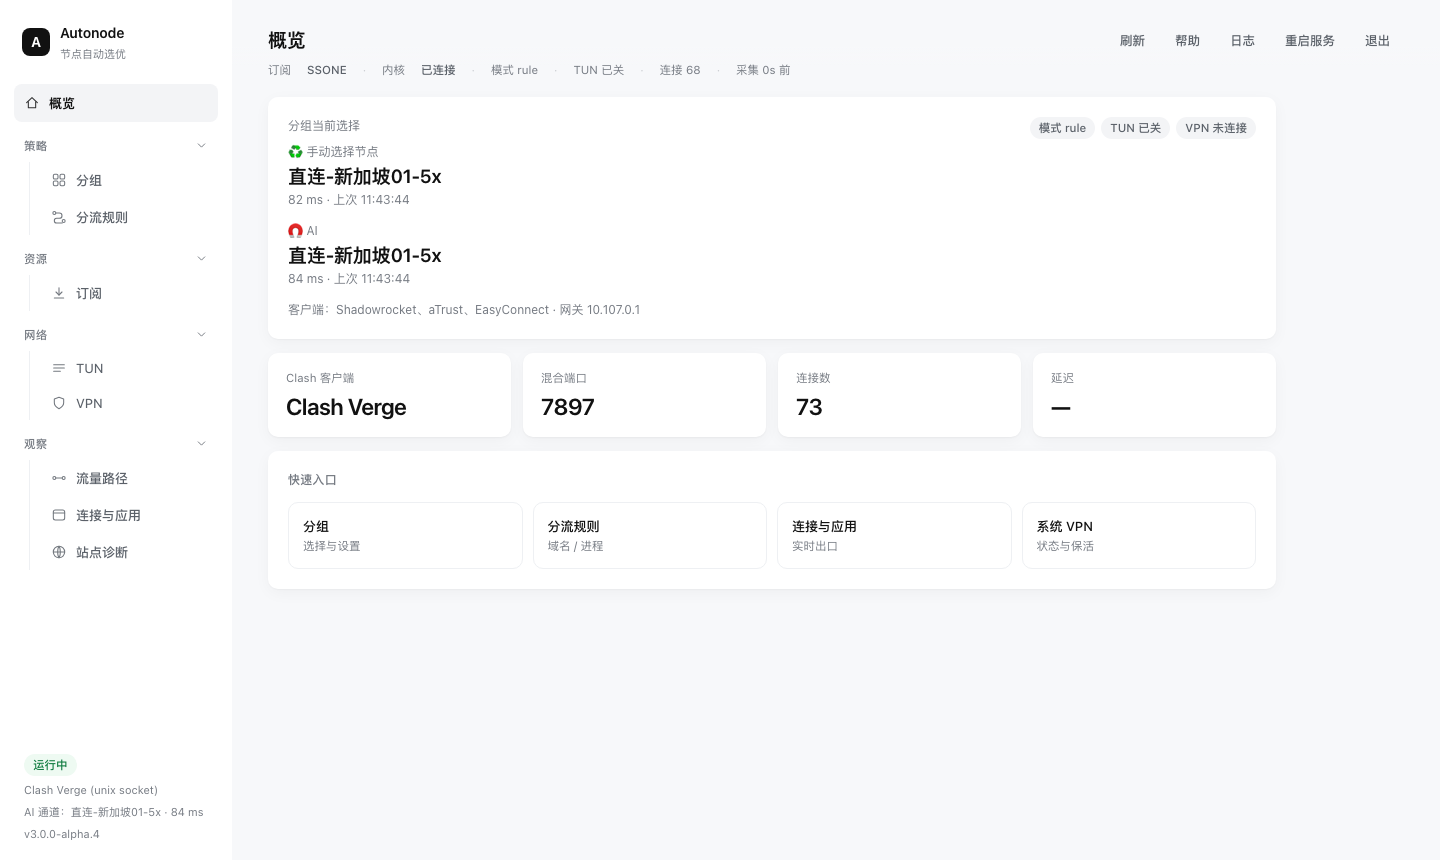 A
Autonode
节点自动选优
概览
策略
分组
分流规则
资源
订阅
网络
TUN
VPN
观察
流量路径
连接与应用
站点诊断
运行中
Clash Verge (unix socket)
AI 通道：直连-新加坡01-5x · 84 ms
v3.0.0-alpha.4
概览
刷新 帮助 日志 重启服务 退出
订阅 SSONE · 内核 已连接 · 模式 rule · TUN 已关 · 连接 68 · 采集 0s 前
分组当前选择
模式 rule TUN 已关 VPN 未连接
手动选择节点
直连-新加坡01-5x
82 ms · 上次 11:43:44
AI
直连-新加坡01-5x
84 ms · 上次 11:43:44
客户端：Shadowrocket、aTrust、EasyConnect · 网关 10.107.0.1
Clash 客户端
Clash Verge
混合端口
7897
连接数
73
延迟
—
快速入口
分组
选择与设置
分流规则
域名 / 进程
连接与应用
实时出口
系统 VPN
状态与保活